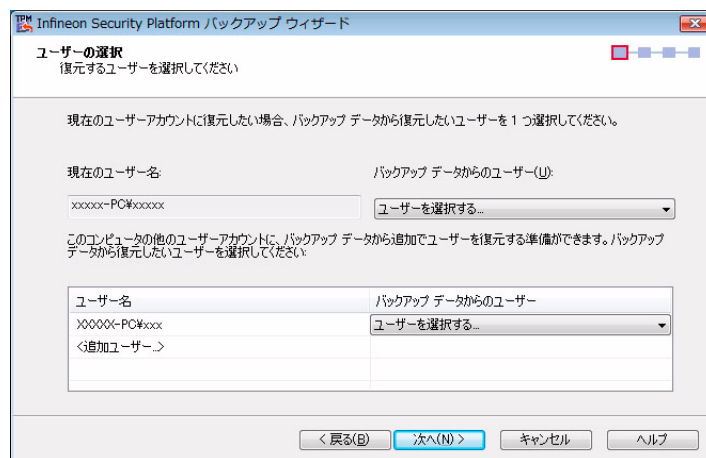 TPM Infineon Security Platform バックアップ ウィザード
ユーザーの選択
復元するユーザーを選択してください
現在のユーザーアカウントに復元したい場合、バックアップ データから復元したいユーザーを 1 つ選択してください。
現在のユーザー名: バックアップ データからのユーザー(U):
xxxxx-PC¥xxxxx ユーザーを選択する...
このコンピュータの他のユーザーアカウントに、バックアップ データから追加でユーザーを復元する準備ができます。バックアップ
データから復元したいユーザーを選択してください:
ユーザー名 バックアップ データからのユーザー
XXXXX-PC¥xxx ユーザーを選択する...
<追加ユーザー...>
< 戻る(B) 次へ(N) > キャンセル ヘルプ